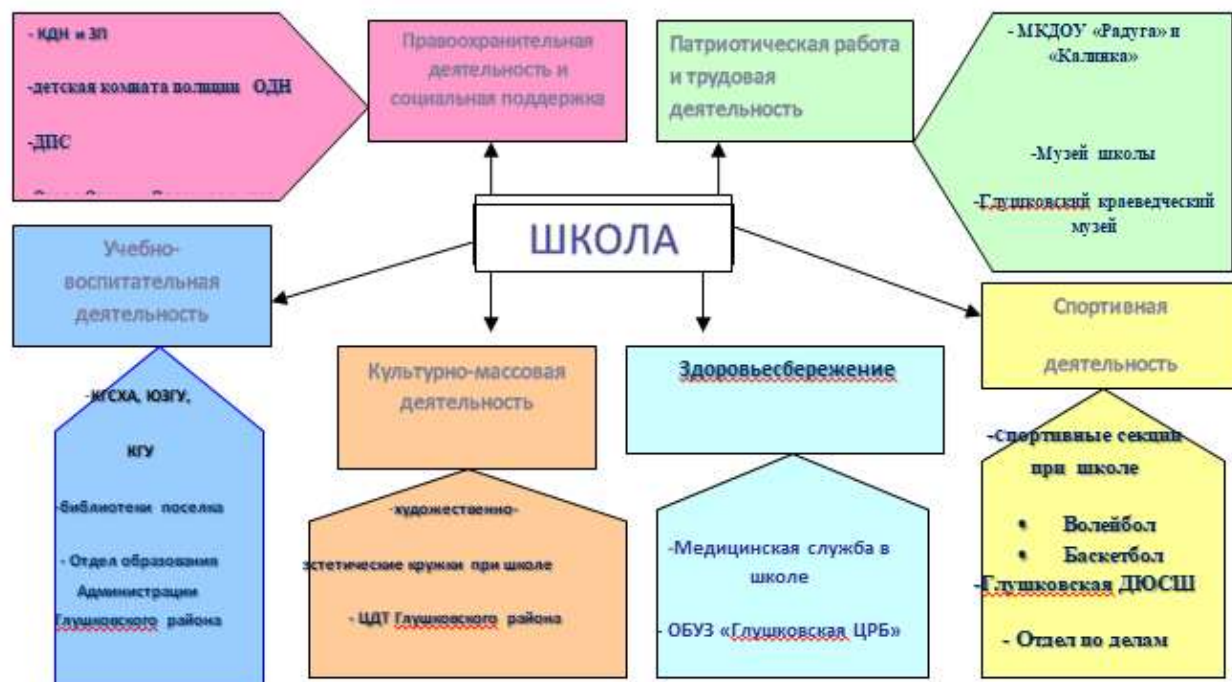 - КДН и ЗП
-детская комната полиции ОДН
-ДПС
Правоохранительная
деятельность и
социальная поддержка
Патриотическая работа
и трудовая
деятельность
- МКДОУ «Радуга» и
«Калинка»
-Музей школы
-Глушковский краеведческий
музей
ШКОЛА
Учебно-
воспитательная
деятельность
-КГСХА, ЮЗГУ,
КГУ
-библиотеки поселка
- Отдел образования
Администрации
Глушковского района
Культурно-массовая
деятельность
-художественно-
эстетические кружки при школе
- ЦДТ Глушковского района
Здоровьесбережение
-Медицинская служба в
школе
- ОБУЗ «Глушковская ЦРБ»
Спортивная
деятельность
-Спортивные секции
при школе
• Волейбол
• Баскетбол
-Глушковская ДЮСШ
- Отдел по делам